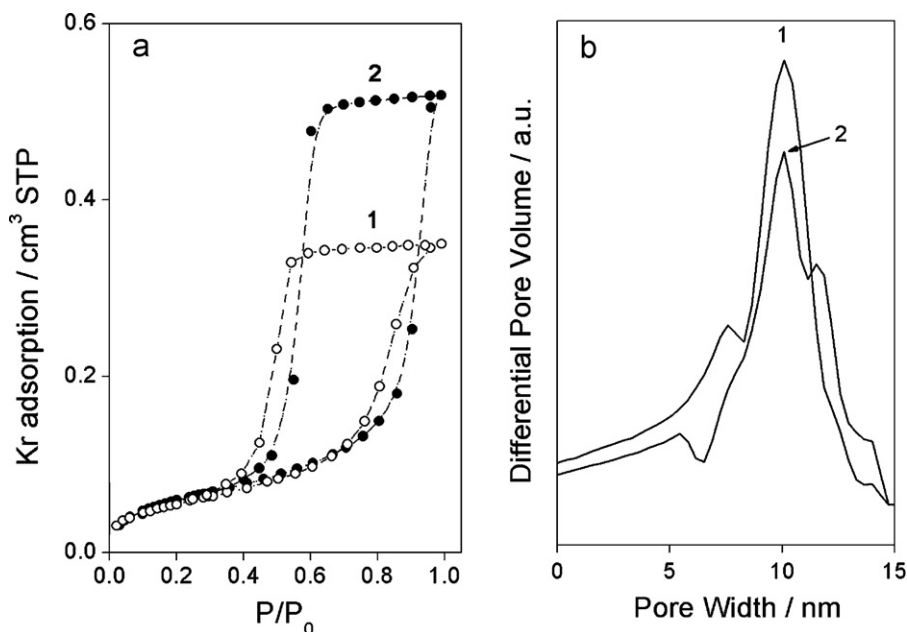 a
Kr adsorption / cm³ STP
0.6
0.4
0.2
0.0
2
1
0.0 0.2 0.4 0.6 0.8 1.0
P/P₀
b
Differential Pore Volume / a.u.
1
2
0 5 10 15
Pore Width / nm